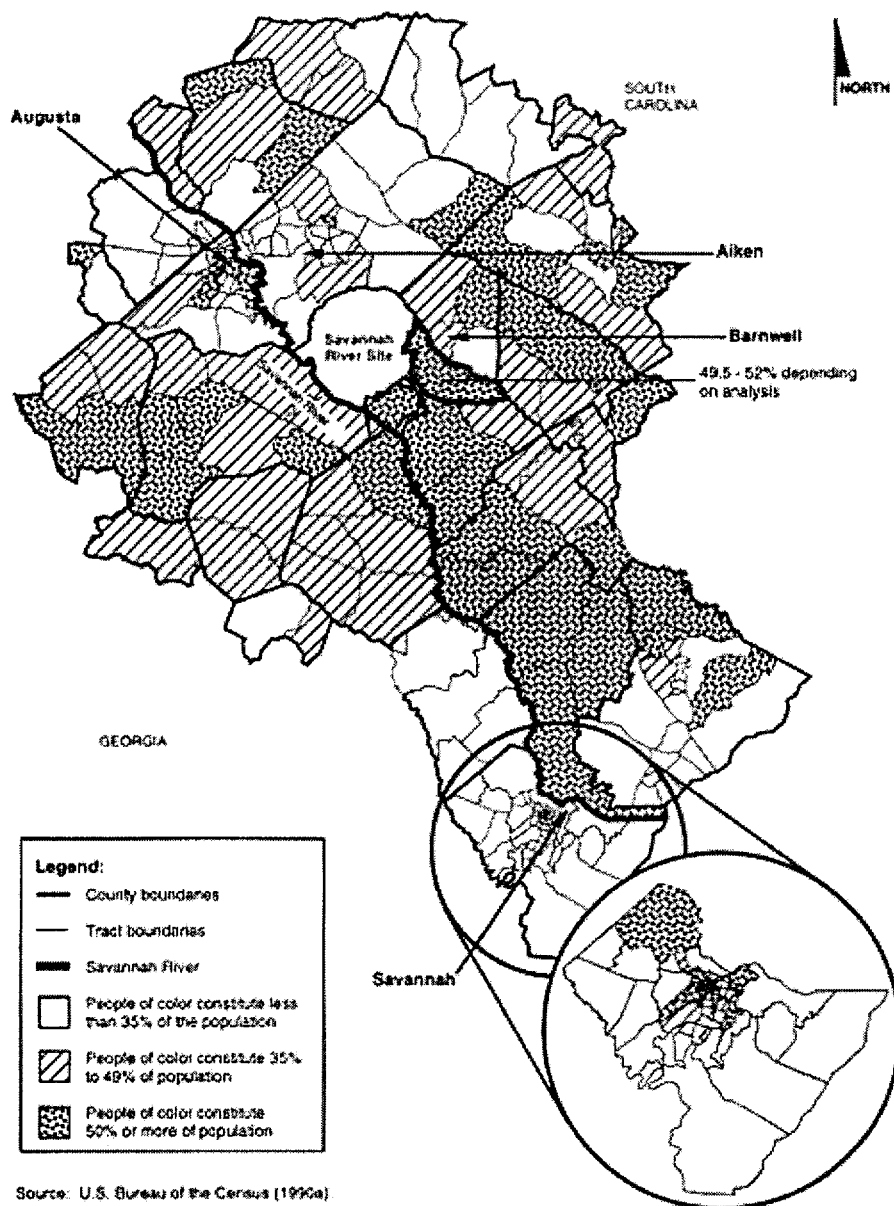 SOUTH
CAROLINA
NORTH
Augusta
Aiken
Savannah
River Site
Barnwell
49.5 - 52% depending
on analysis
Savannah River
GEORGIA
Savannah
Legend:
County boundaries
Tract boundaries
Savannah River
People of color constitute less
than 35% of the population
People of color constitute 35%
to 49% of population
People of color constitute
50% or more of population
Source: U.S. Bureau of the Census (1990a)